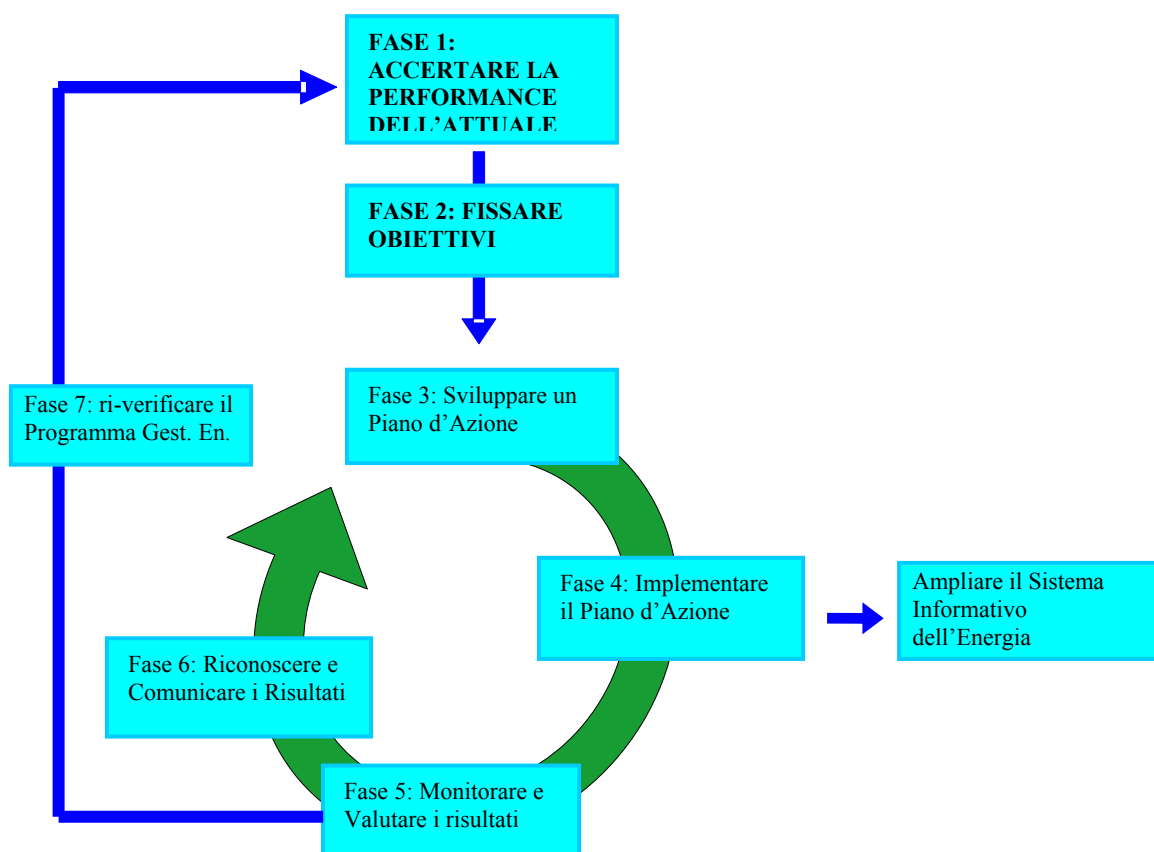 FASE 1:
ACCERTARE LA
PERFORMANCE
DELL’ATTUALE
FASE 2: FISSARE
OBIETTIVI
Fase 3: Sviluppare un
Piano d’Azione
Fase 4: Implementare
il Piano d’Azione
Ampliare il Sistema
Informativo
dell’Energia
Fase 5: Monitorare e
Valutare i risultati
Fase 6: Riconoscere e
Comunicare i Risultati
Fase 7: ri-verificare il
Programma Gest. En.